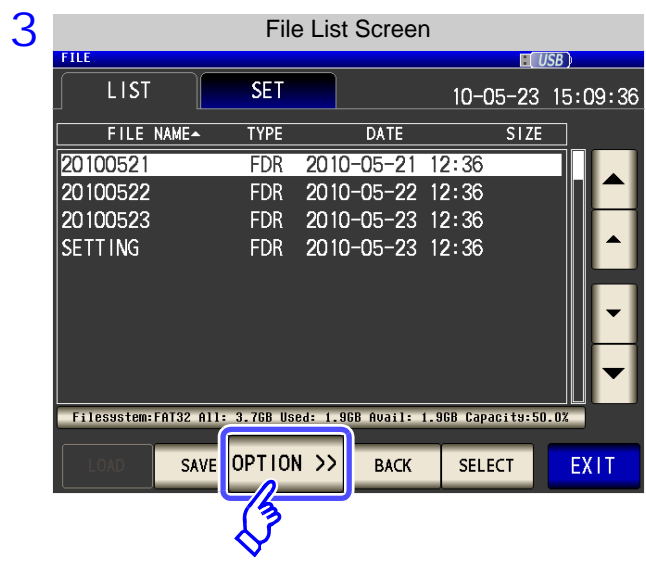 3
File List Screen
FILE USB
LIST SET 10-05-23 15:09:36
FILE NAME▲ TYPE DATE SIZE
20100521 FDR 2010-05-21 12:36
20100522 FDR 2010-05-22 12:36
20100523 FDR 2010-05-23 12:36
SETTING FDR 2010-05-23 12:36
Filesystem:FAT32 All: 3.7GB Used: 1.9GB Avail: 1.9GB Capacity:50.0%
LOAD SAVE OPTION >> BACK SELECT EXIT